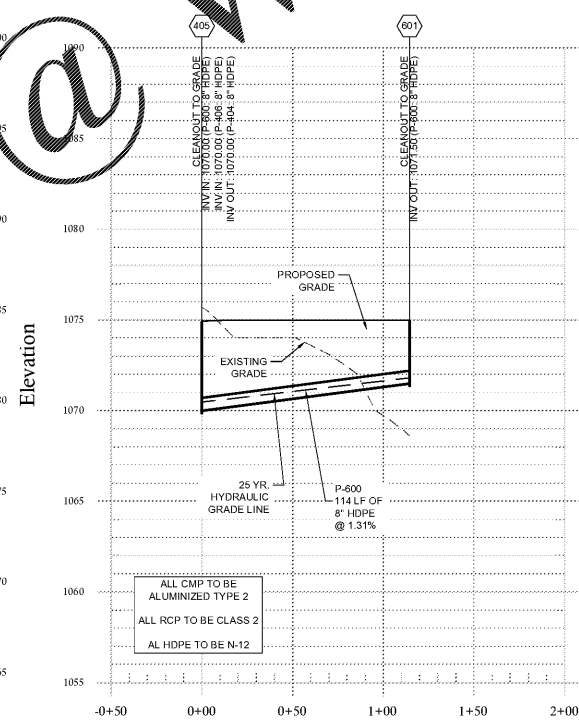 405
601
CLEANOUT TO GRADE
INV IN: 1070.00 (P-600: 8" HDPE)
INV IN: 1070.00 (P-406: 8" HDPE)
INV OUT: 1070.00 (P-404: 8" HDPE)
CLEANOUT TO GRADE
INV OUT: 1071.50 (P-600: 8" HDPE)
1090
1085
1080
1075
1070
1065
1060
1055
Elevation
PROPOSED
GRADE
EXISTING
GRADE
25 YR.
HYDRAULIC
GRADE LINE
P-600
114 LF OF
8" HDPE
@ 1.31%
ALL CMP TO BE
ALUMINIZED TYPE 2
ALL RCP TO BE CLASS 2
AL HDPE TO BE N-12
-0+50
0+00
0+50
1+00
1+50
2+00
@